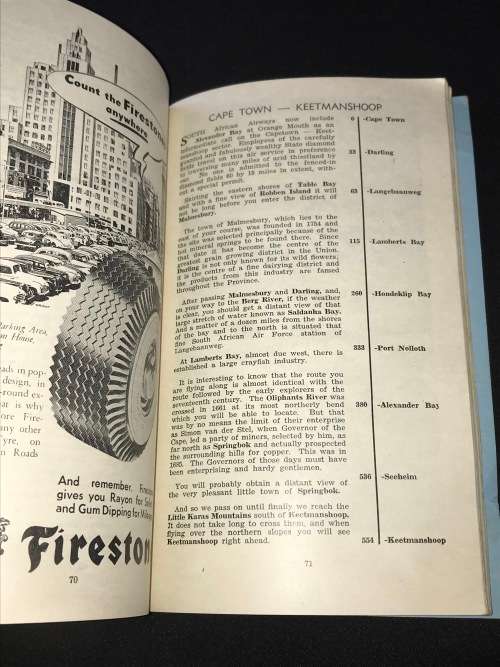 Count the Firestones
anywhere
arking Area,
on House,
eads in pop-
design, in
-round ex-
at is why
ore Fire-
any other
yre, on
n Roads
And remember, Firestone
gives you Rayon for Safety
and Gum Dipping for Mileage
Firestone
70
CAPE TOWN — KEETMANSHOOP
SOUTH African Airways now include
Alexander Bay at Orange Mouth as an
intermediate call on the Capetown — Keet-
manshoop sector. Employees of the carefully
guarded and fabulously wealthy State diamond
fields travel on this air service in preference
to traversing many miles of arid thirstland by
road. No one is admitted to the fenced-in
diamond area, 60 by 15 miles in extent, with-
out a special permit.
Skirting the eastern shores of Table Bay
and with a fine view of Robben Island it will
not be long before you enter the district of
Malmesbury.
The town of Malmesbury, which lies to the
east of your course, was founded in 1764 and
the site was selected principally because of the
hot mineral springs to be found there. Since
that date it has become the centre of the
greatest grain growing district in the Union.
Darling is not only known for its wild flowers;
it is the centre of a fine dairying district and
the products from this industry are famed
throughout the Province.
After passing Malmesbury and Darling, and,
on your way to the Berg River, if the weather
is clear, you should get a distant view of that
large stretch of water known as Saldanha Bay.
And a matter of a dozen miles from the shores
of the bay and to the north is situated that
fine South African Air Force station of
Langebaanweg.
At Lamberts Bay, almost due west, there is
established a large crayfish industry.
It is interesting to know that the route you
are flying along is almost identical with the
route followed by the early explorers of the
seventeenth century. The Oliphants River was
crossed in 1661 at its most northerly bend
which you will be able to locate. But that
was by no means the limit of their enterprise
as Simon van der Stel, when Governor of the
Cape, led a party of miners, selected by him, as
far north as Springbok and actually prospected
the surrounding hills for copper. This was in
1685. The Governors of those days must have
been enterprising and hardy gentlemen.
You will probably obtain a distant view of
the very pleasant little town of Springbok.
And so we pass on until finally we reach the
Little Karas Mountains south of Keetmanshoop.
It does not take long to cross them, and when
flying over the northern slopes you will see
Keetmanshoop right ahead.
0 -Cape Town
33 -Darling
63 -Langebaanweg
115 -Lamberts Bay
260 -Hondeklip Bay
333 -Port Nolloth
380 -Alexander Bay
536 -Seeheim
554 -Keetmanshoop
71